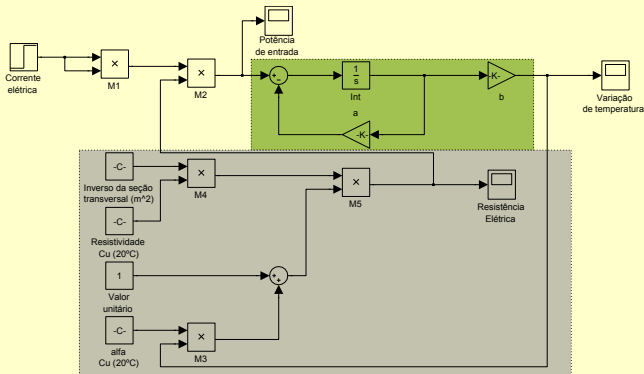 Potência
de entrada
Corrente
elétrica
×
M1
×
M2
1
s
Int
-K-
b
Variação
de temperatura
a
-K-
-C-
Inverso da seção
transversal (m^2)
×
M4
×
M5
Resistência
Elétrica
-C-
Resistividade
Cu (20ºC)
1
Valor
unitário
-C-
alfa
Cu (20ºC)
×
M3